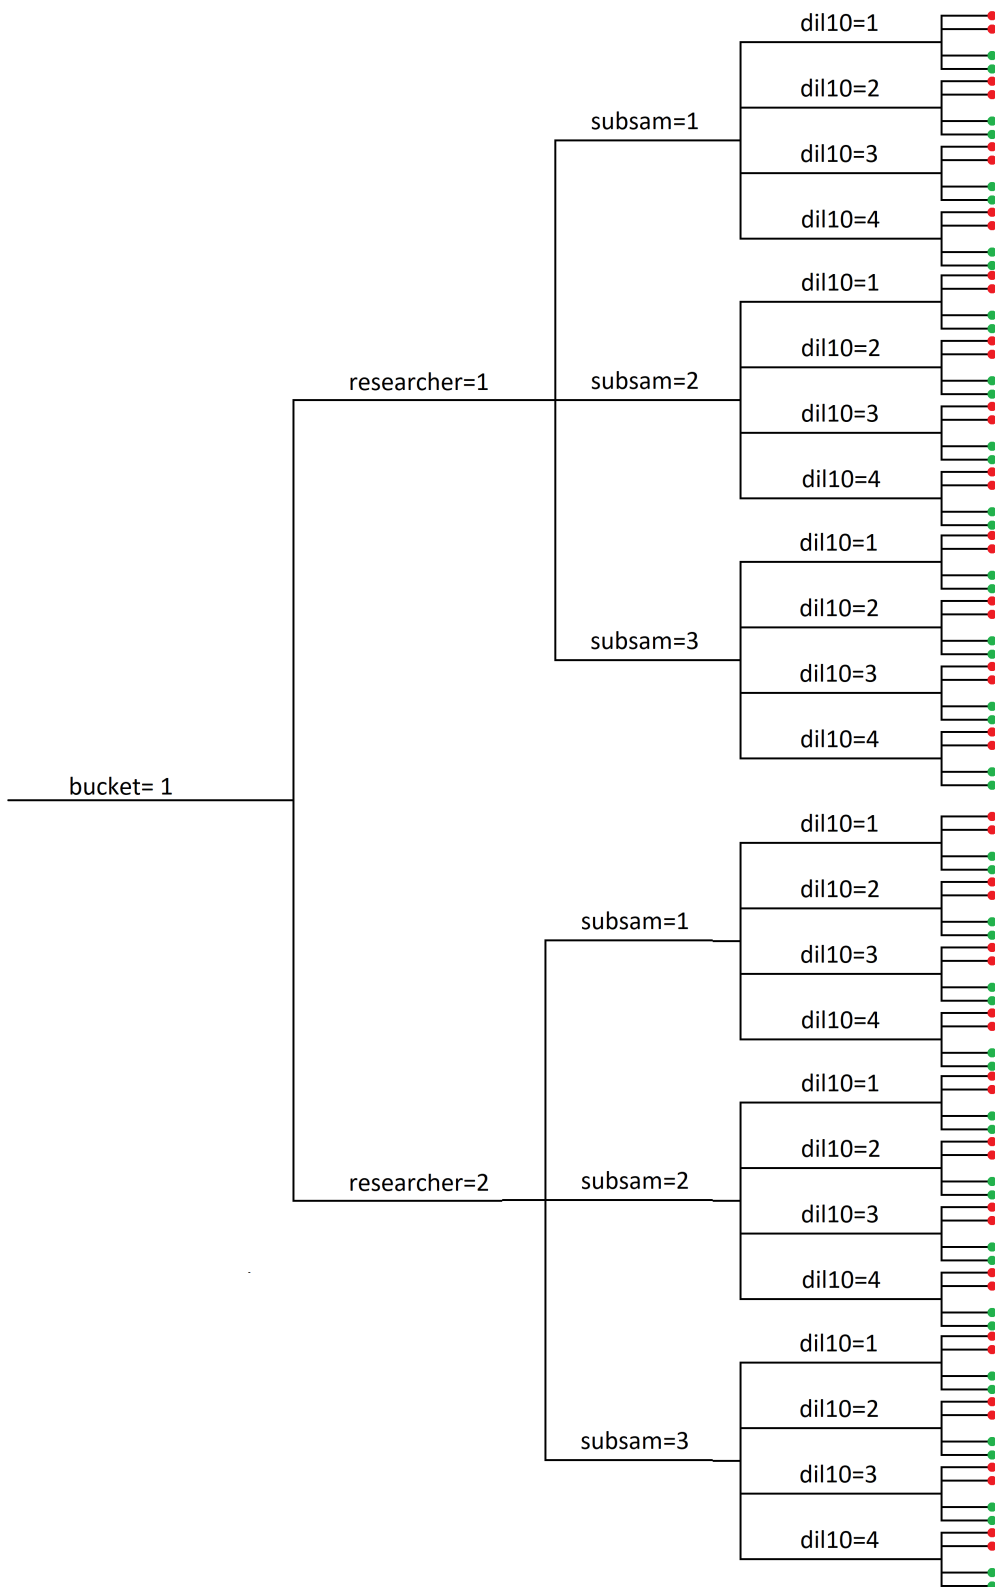 dil10=1
dil10=2
subsam=1
dil10=3
dil10=4
dil10=1
dil10=2
researcher=1
subsam=2
dil10=3
dil10=4
dil10=1
dil10=2
subsam=3
dil10=3
dil10=4
bucket= 1
dil10=1
dil10=2
subsam=1
dil10=3
dil10=4
dil10=1
dil10=2
researcher=2
subsam=2
dil10=3
dil10=4
dil10=1
dil10=2
subsam=3
dil10=3
dil10=4